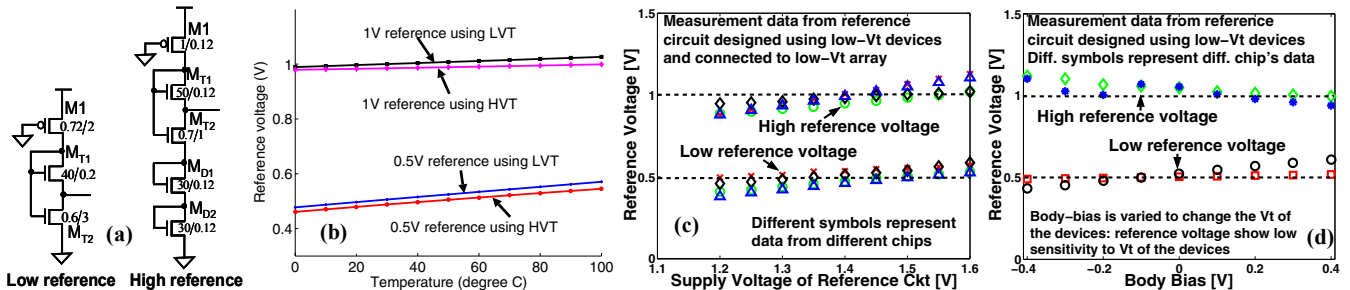 M1
0.72/2
MT1
40/0.2
0.6/3
MT2
(a)
Low reference
M1
1/0.12
MT1
50/0.12
MT2
0.7/1
MD1
30/0.12
MD2
30/0.12
High reference
Reference voltage (V)
1
0.8
0.6
0.4
1V reference using LVT
1V reference using HVT
0.5V reference using LVT
0.5V reference using HVT
(b)
0 20 40 60 80 100
Temperature (degree C)
Reference Voltage [V]
1.5
1
0.5
0
Measurement data from reference
circuit designed using low-Vt devices
and connected to low-Vt array
High reference voltage
Low reference voltage
(c)
Different symbols represent
data from different chips
1.1 1.2 1.3 1.4 1.5 1.6
Supply Voltage of Reference Ckt [V]
Reference Voltage [V]
1.5
1
0.5
0
Measurement data from reference
circuit designed using low-Vt devices
Diff. symbols represent diff. chip's data
High reference voltage
Low reference voltage
Body-bias is varied to change the Vt of
the devices: reference voltage show low
sensitivity to Vt of the devices
(d)
-0.4 -0.2 0 0.2 0.4
Body Bias [V]